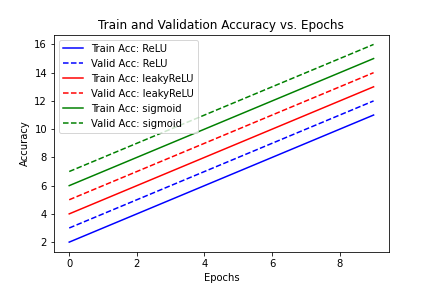 Train and Validation Accuracy vs. Epochs
Train Acc: ReLU
Valid Acc: ReLU
Train Acc: leakyReLU
Valid Acc: leakyReLU
Train Acc: sigmoid
Valid Acc: sigmoid
Accuracy
16
14
12
10
8
6
4
2
0 2 4 6 8
Epochs